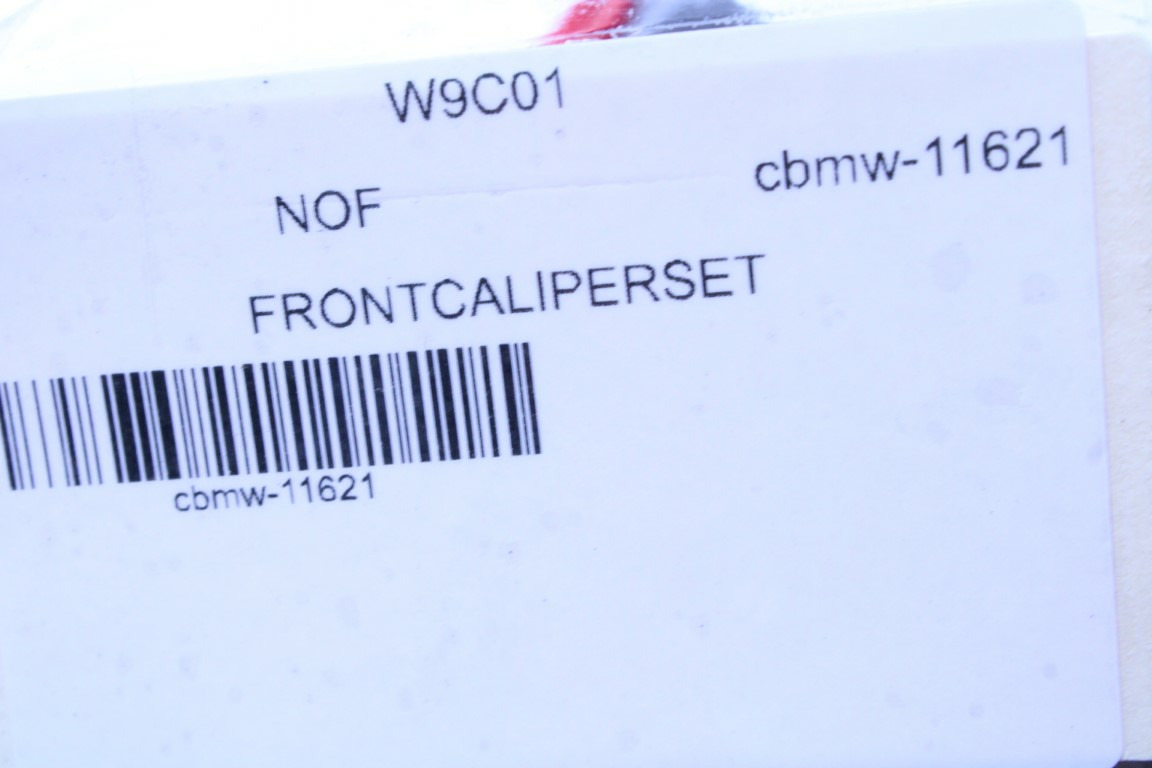 W9C01
cbmw-11621
NOF
FRONTCALIPERSET
cbmw-11621